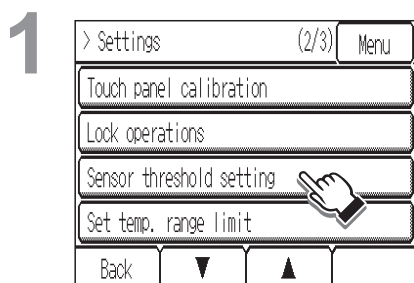 1
> Settings (2/3) Menu
Touch panel calibration
Lock operations
Sensor threshold setting
Set temp. range limit
Back ▼ ▲